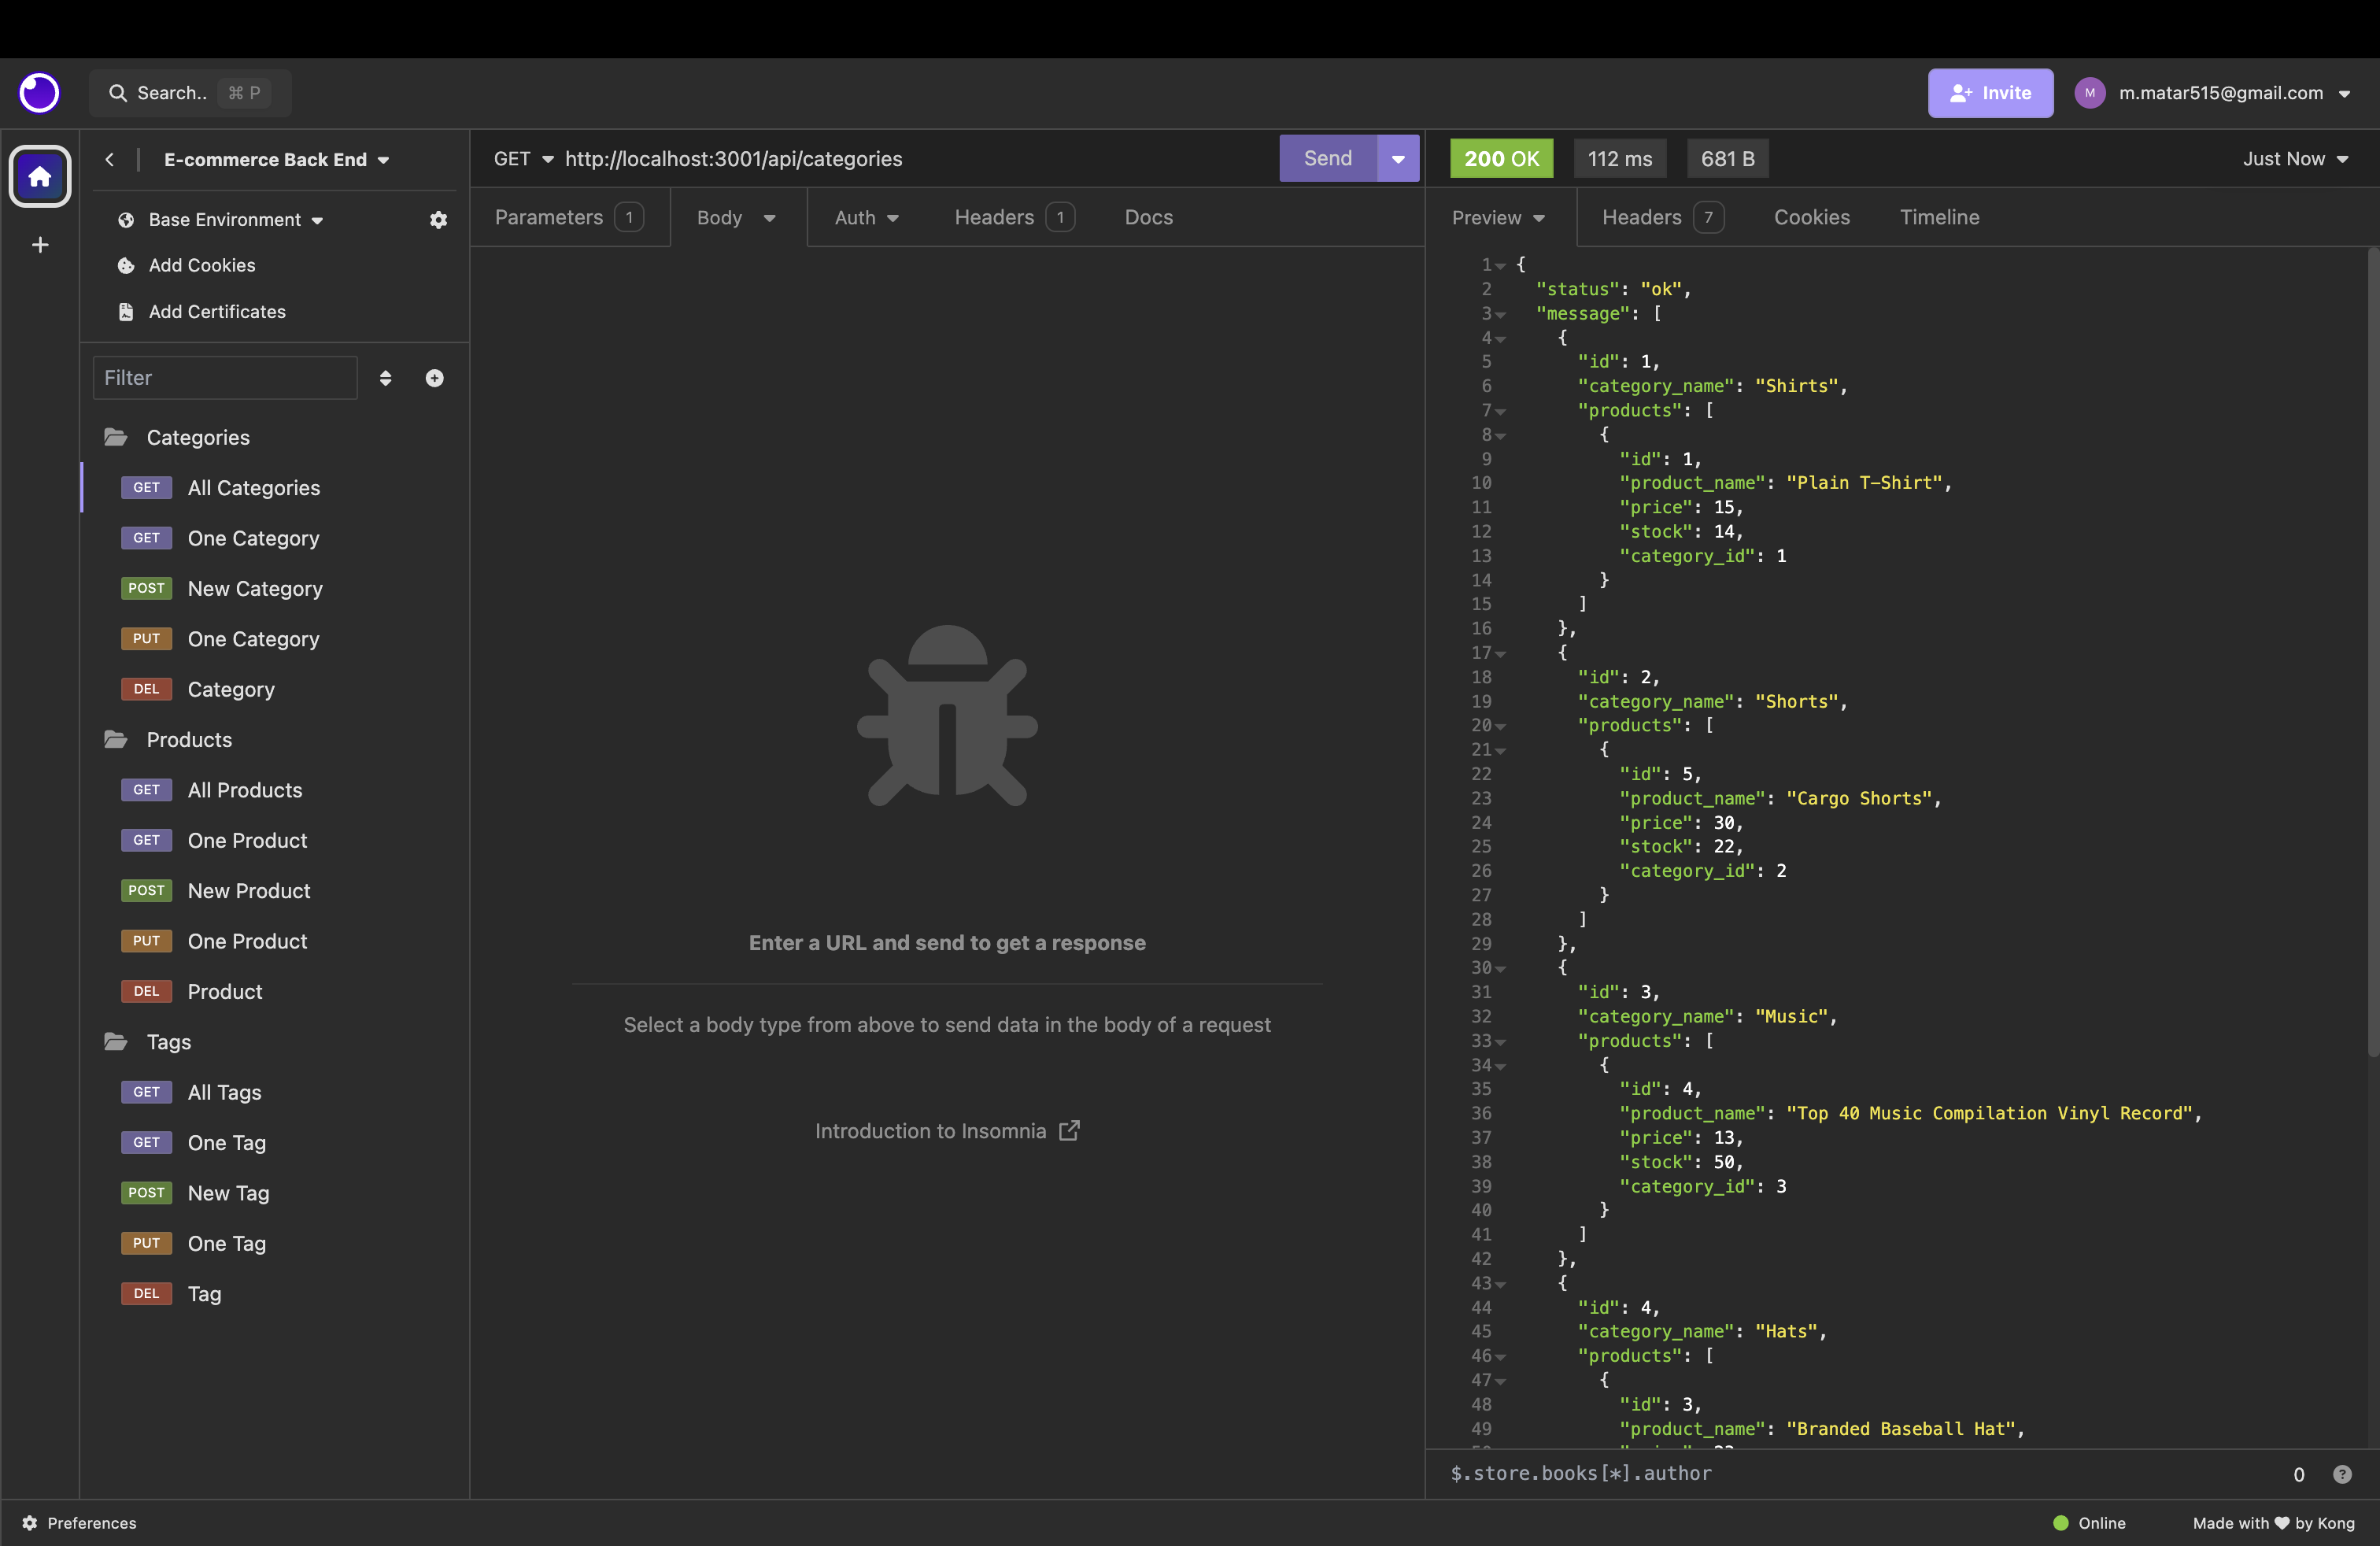 Search.. ⌘ P
Invite
M m.matar515@gmail.com
E-commerce Back End
Base Environment
Add Cookies
Add Certificates
Filter
Categories
GET All Categories
GET One Category
POST New Category
PUT One Category
DEL Category
Products
GET All Products
GET One Product
POST New Product
PUT One Product
DEL Product
Tags
GET All Tags
GET One Tag
POST New Tag
PUT One Tag
DEL Tag
GET http://localhost:3001/api/categories Send
Parameters 1 Body Auth Headers 1 Docs
Enter a URL and send to get a response
Select a body type from above to send data in the body of a request
Introduction to Insomnia
200 OK 112 ms 681 B Just Now
Preview Headers 7 Cookies Timeline
1 {
2 "status": "ok",
3 "message": [
4 {
5 "id": 1,
6 "category_name": "Shirts",
7 "products": [
8 {
9 "id": 1,
10 "product_name": "Plain T-Shirt",
11 "price": 15,
12 "stock": 14,
13 "category_id": 1
14 }
15 ]
16 },
17 {
18 "id": 2,
19 "category_name": "Shorts",
20 "products": [
21 {
22 "id": 5,
23 "product_name": "Cargo Shorts",
24 "price": 30,
25 "stock": 22,
26 "category_id": 2
27 }
28 ]
29 },
30 {
31 "id": 3,
32 "category_name": "Music",
33 "products": [
34 {
35 "id": 4,
36 "product_name": "Top 40 Music Compilation Vinyl Record",
37 "price": 13,
38 "stock": 50,
39 "category_id": 3
40 }
41 ]
42 },
43 {
44 "id": 4,
45 "category_name": "Hats",
46 "products": [
47 {
48 "id": 3,
49 "product_name": "Branded Baseball Hat",
$.store.books[*].author 0
Preferences
Online Made with ❤ by Kong